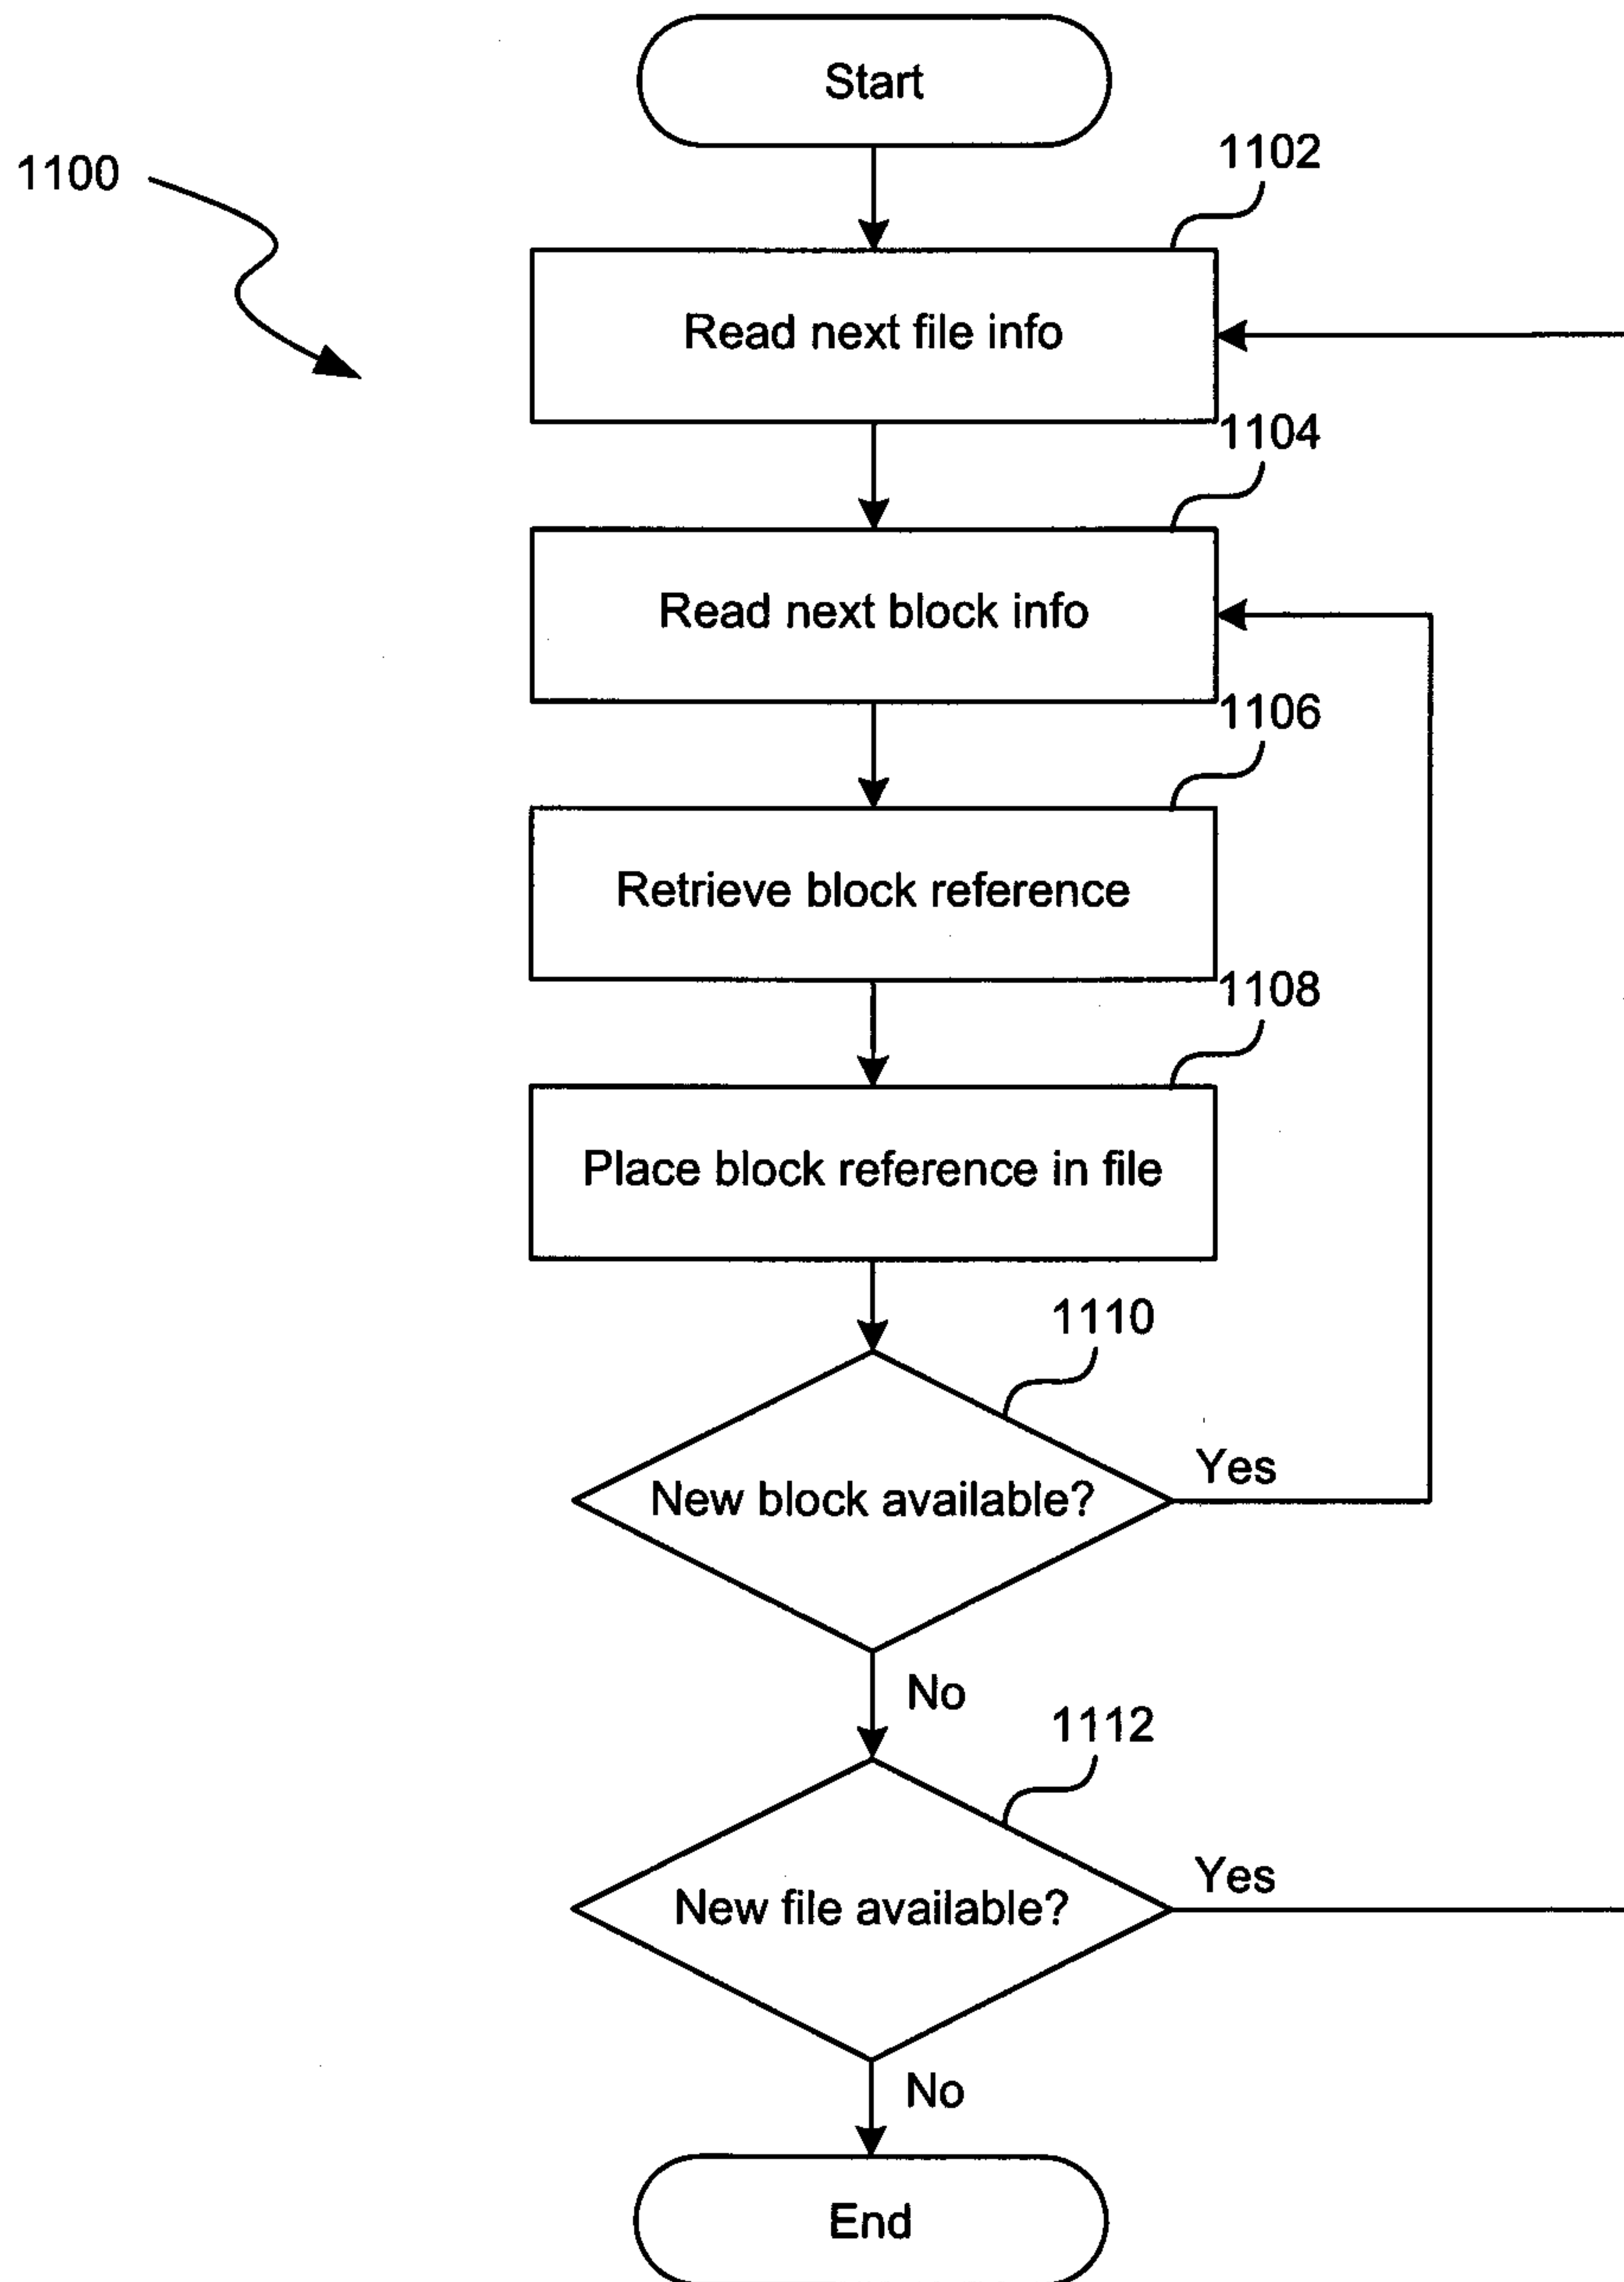 Start
1100
1102
Read next file info
1104
Read next block info
1106
Retrieve block reference
1108
Place block reference in file
1110
New block available?
Yes
No
1112
New file available?
Yes
No
End